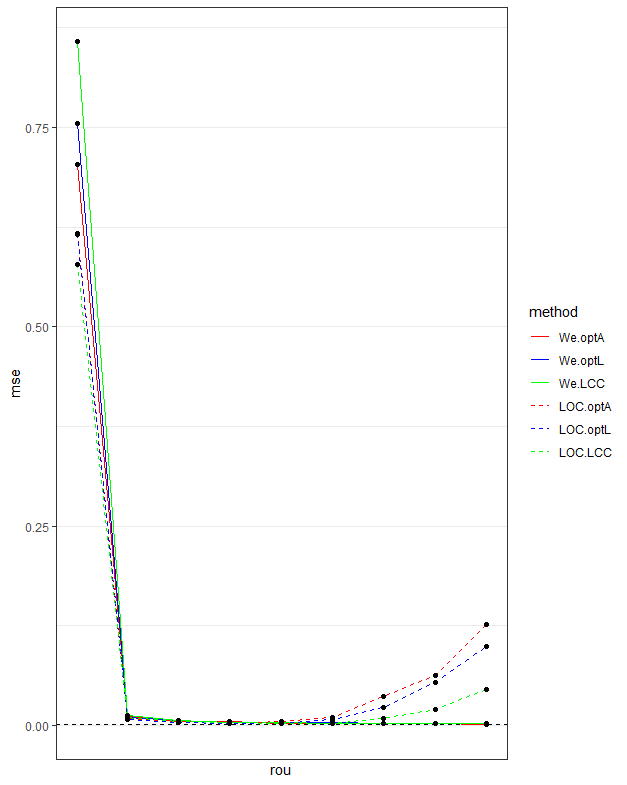 0.75
0.50
0.25
0.00
mse
rou
method
We.optA
We.optL
We.LCC
LOC.optA
LOC.optL
LOC.LCC